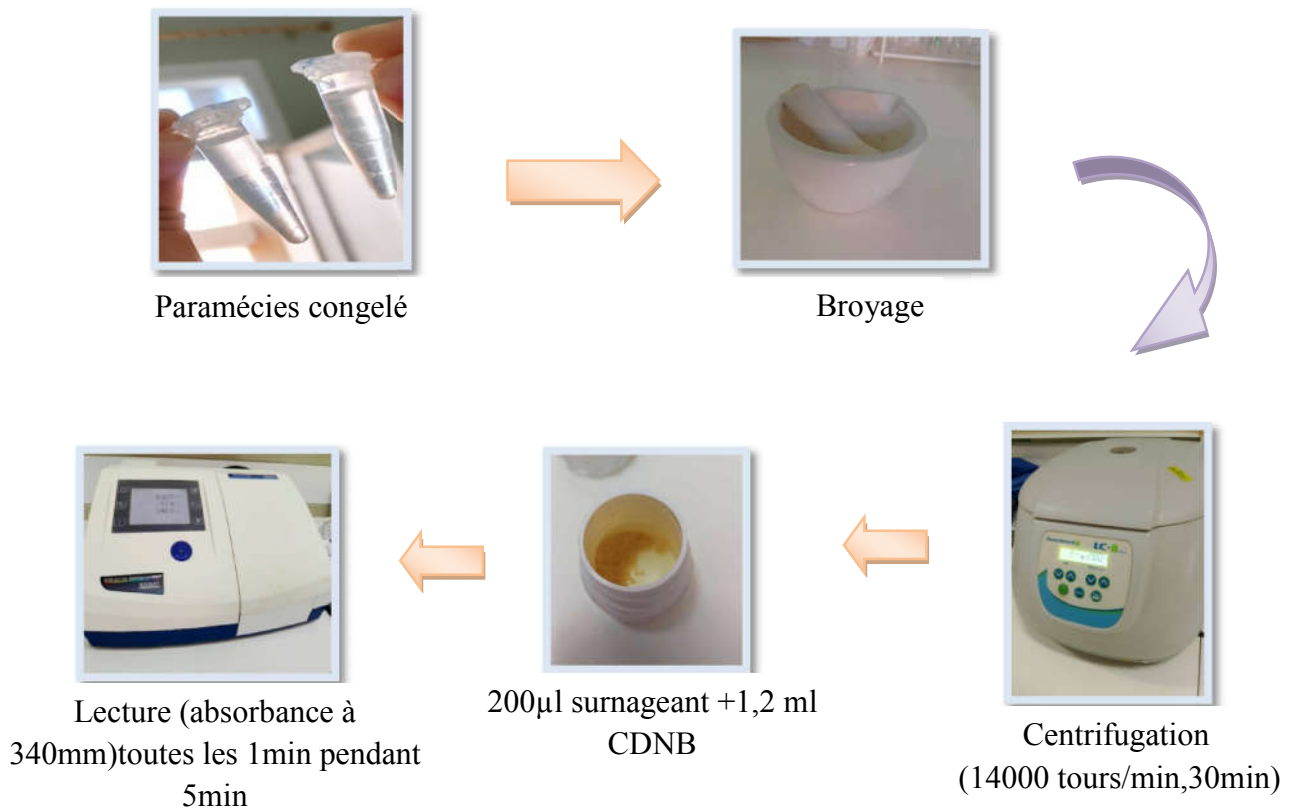 Paramécies congelé
Broyage
Centrifugation
(14000 tours/min,30min)
200µl surnageant +1,2 ml
CDNB
Lecture (absorbance à
340mm)toutes les 1min pendant
5min